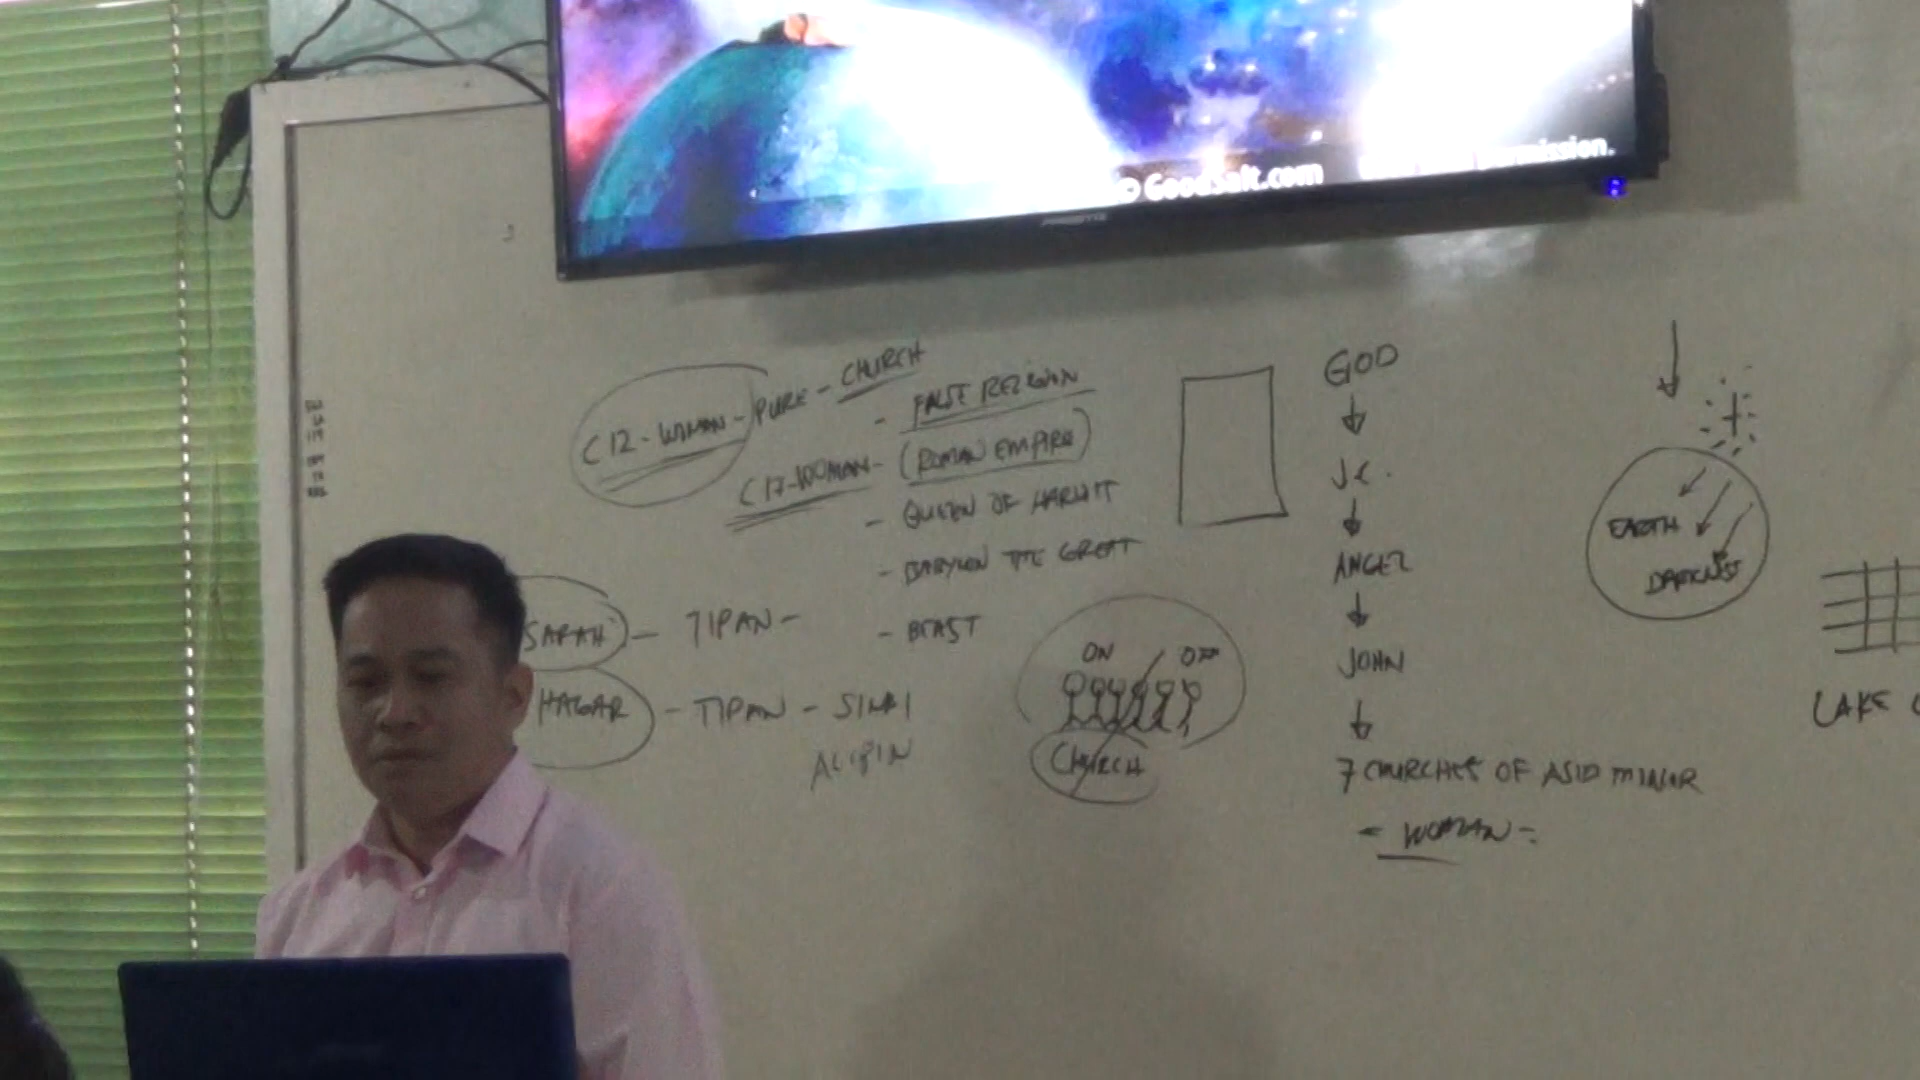 © GoodSalt.com
C12 - WOMAN - PURE - CHURCH
- FALSE RELIGION
C17 - WOMAN - (ROMAN EMPIRE)
- QUEEN OF HARLOT
- BABYLON THE GREAT
- BEAST
SARAH - TIPAN -
HAGAR - TIPAN - SINAI
ALIPIN
ON OFF
CHURCH
GOD
J.C.
ANGEL
JOHN
7 CHURCHES OF ASIA MINOR
- WOMAN -
EARTH
DARKNESS
LAKE